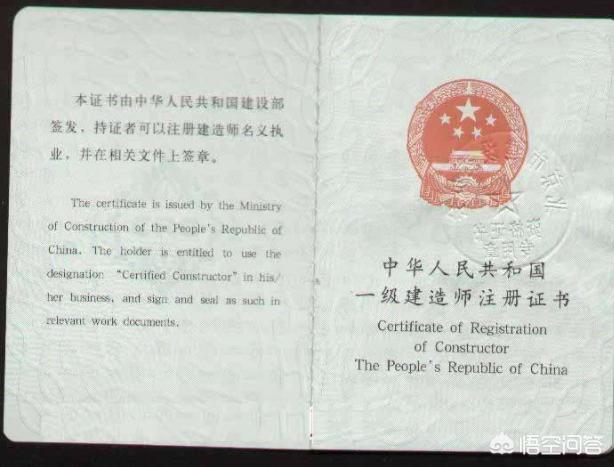 本证书由中华人民共和国建设部
签发，持证者可以注册建造师名义执
业，并在相关文件上签章。
The certificate is issued by the Ministry
of Construction of the People's Republic of
China. The holder is entitled to use the
designation “Certified Constructor” in his/
her business, and sign and seal as such in
relevant work documents.
中华人民共和国
一级建造师注册证书
Certificate of Registration
of Constructor
The People's Republic of China
悟空问答